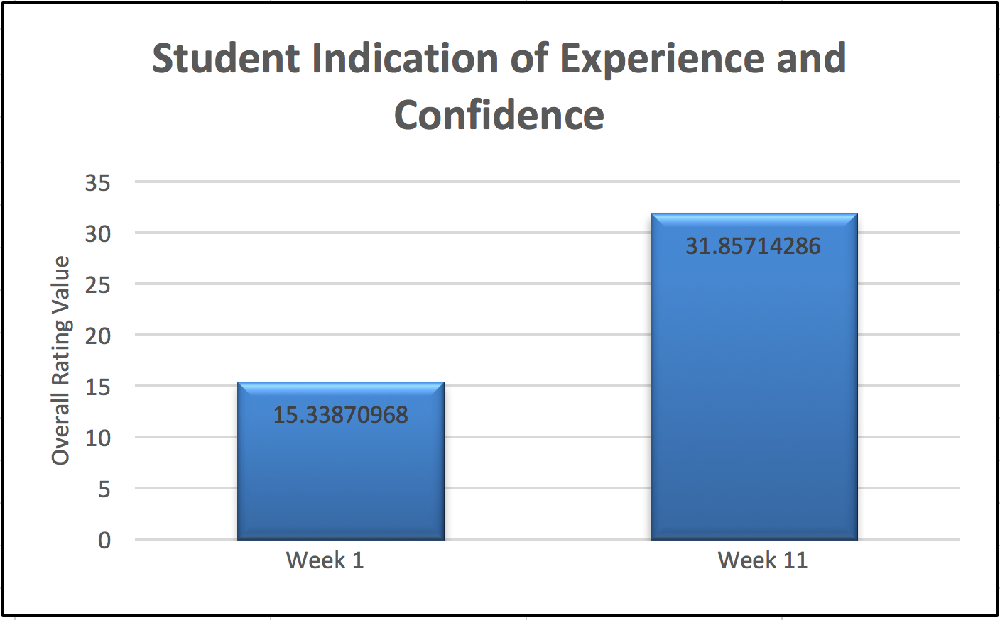 Student Indication of Experience and
Confidence
Overall Rating Value
35
30
25
20
15
10
5
0
15.33870968
31.85714286
Week 1
Week 11